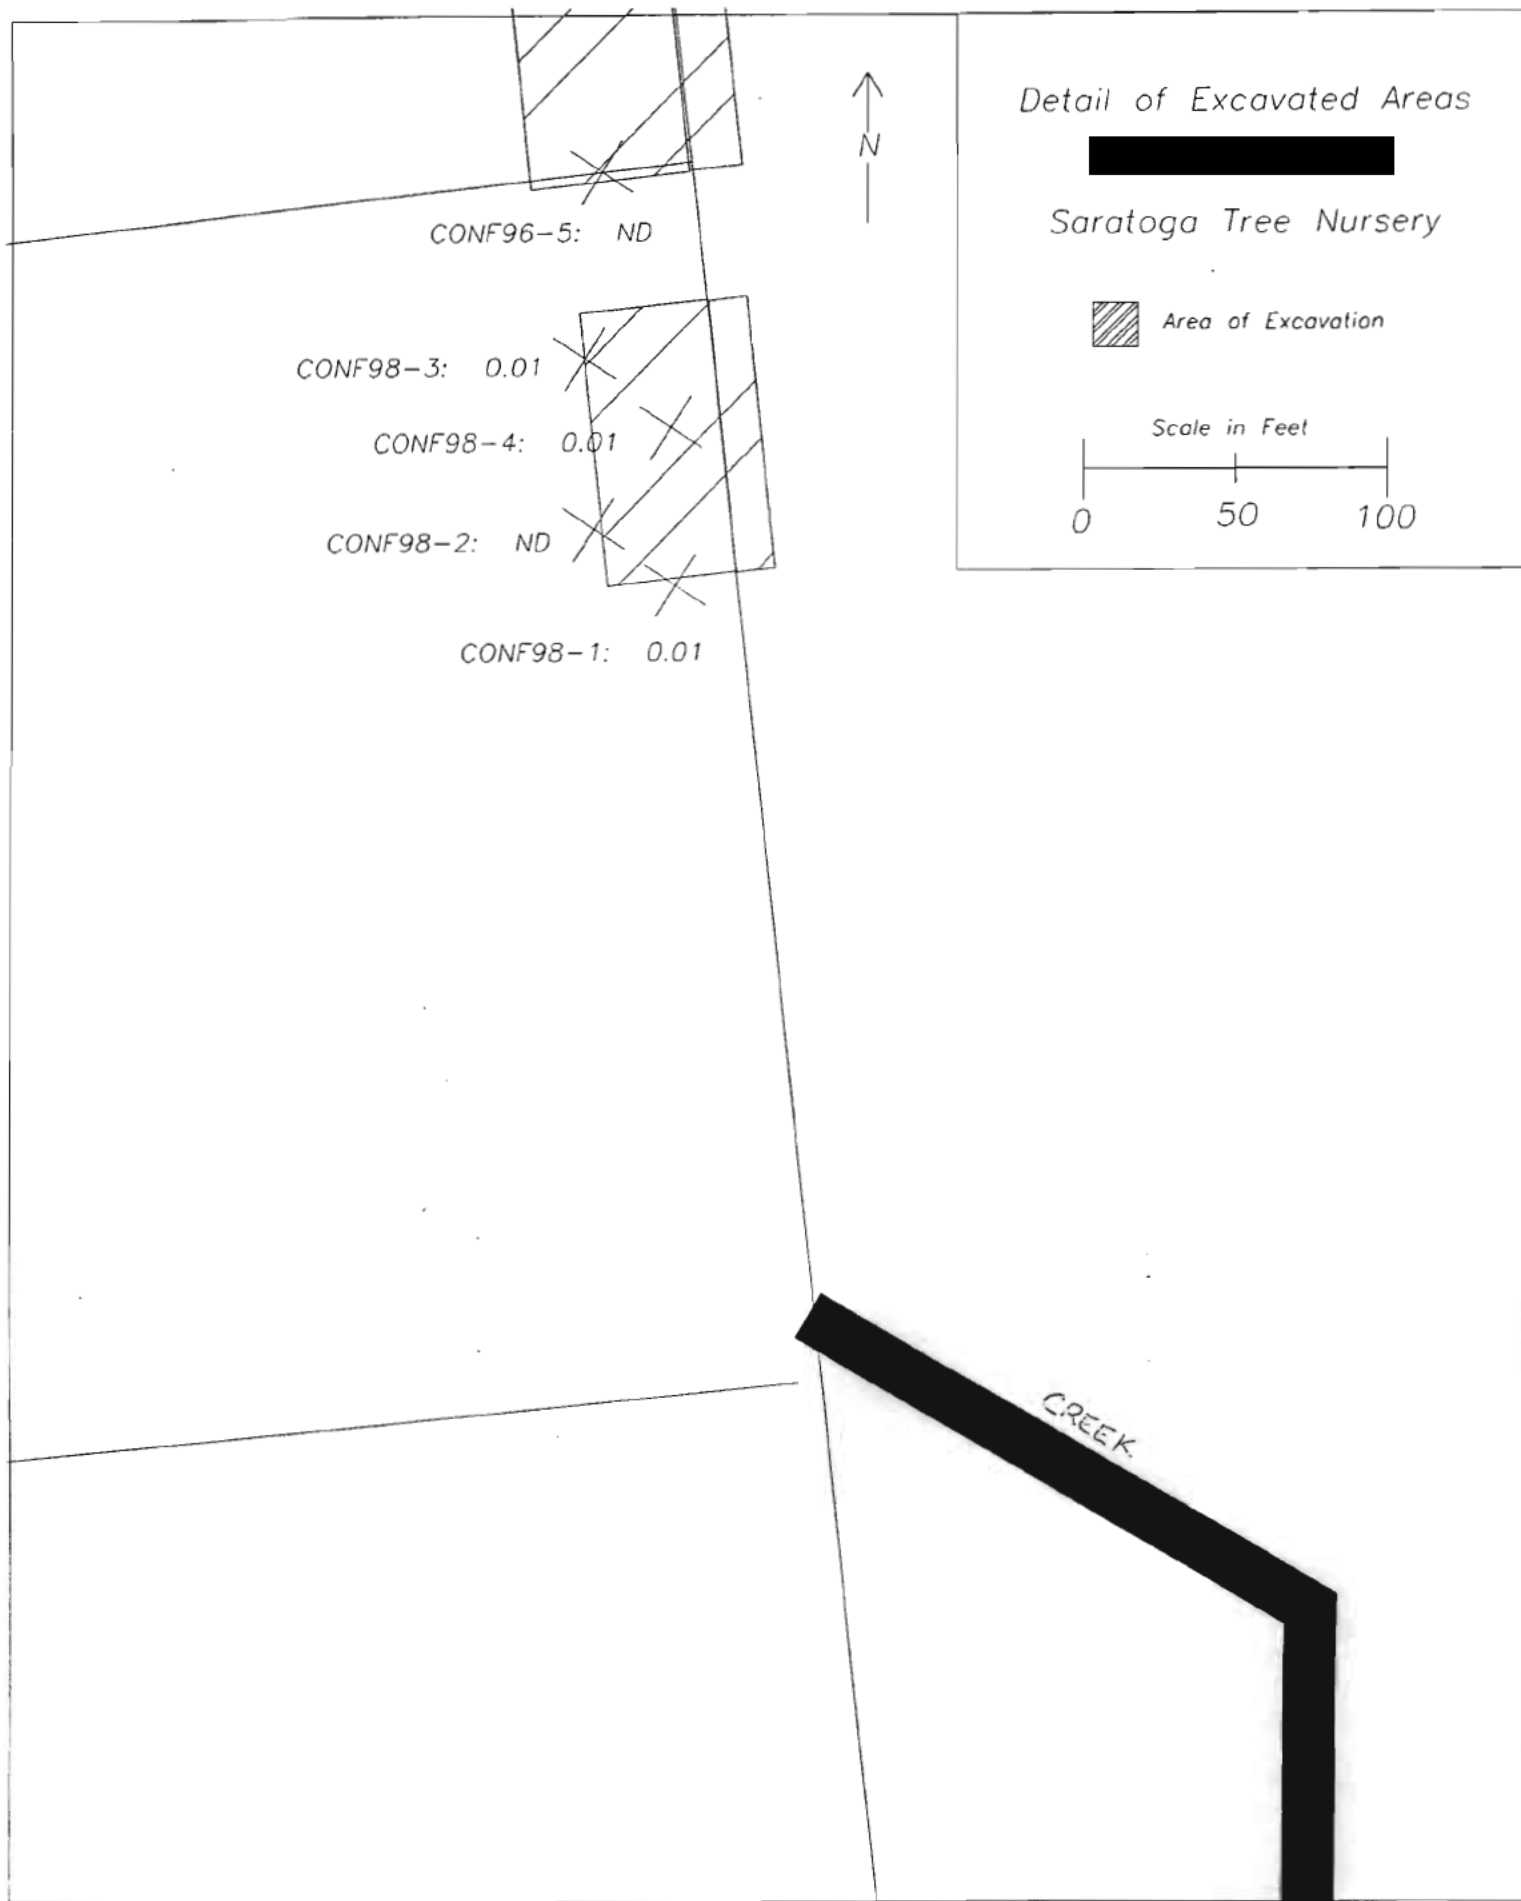 Detail of Excavated Areas
Saratoga Tree Nursery
Area of Excavation
Scale in Feet
0 50 100
N
CONF96-5: ND
CONF98-3: 0.01
CONF98-4: 0.01
CONF98-2: ND
CONF98-1: 0.01
CREEK